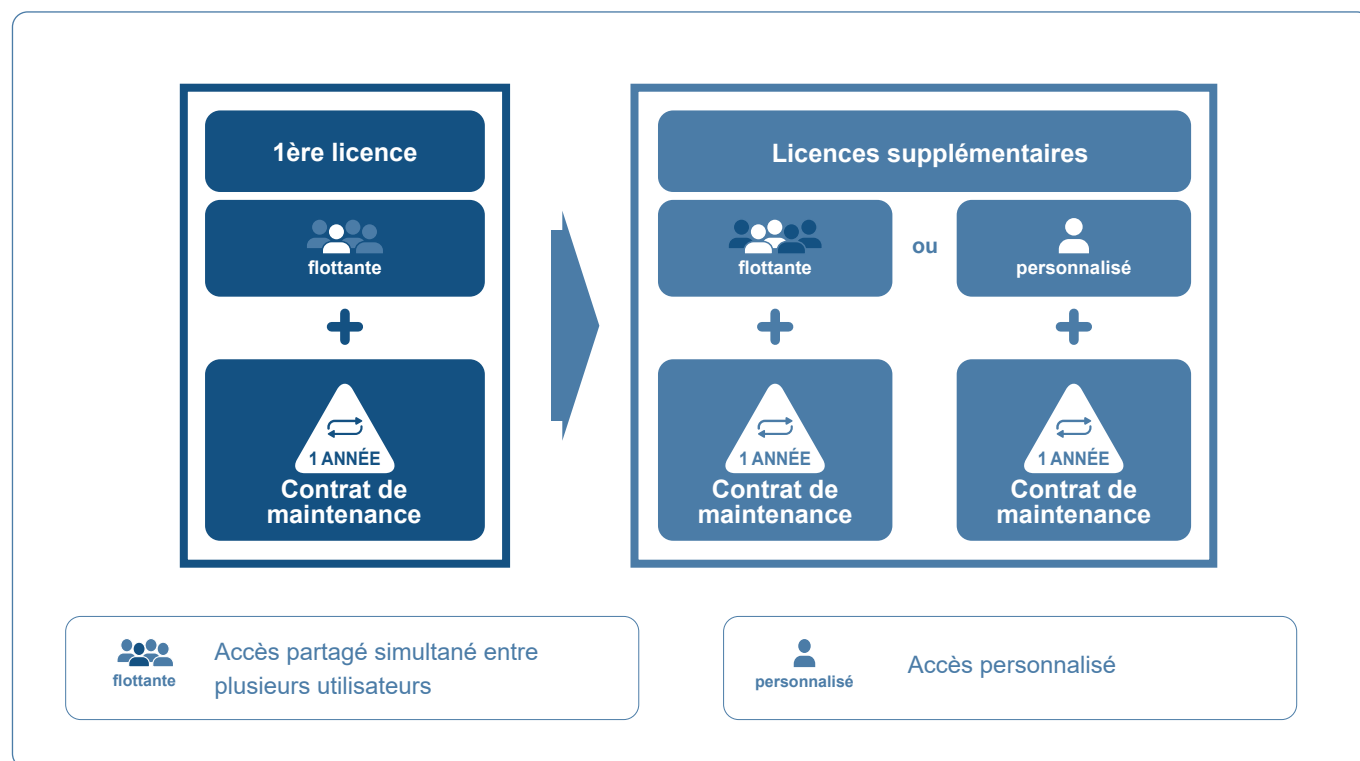 1ère licence
flottante
1 ANNÉE
Contrat de
maintenance
Licences supplémentaires
flottante
ou
personnalisé
1 ANNÉE
Contrat de
maintenance
1 ANNÉE
Contrat de
maintenance
flottante
Accès partagé simultané entre
plusieurs utilisateurs
personnalisé
Accès personnalisé